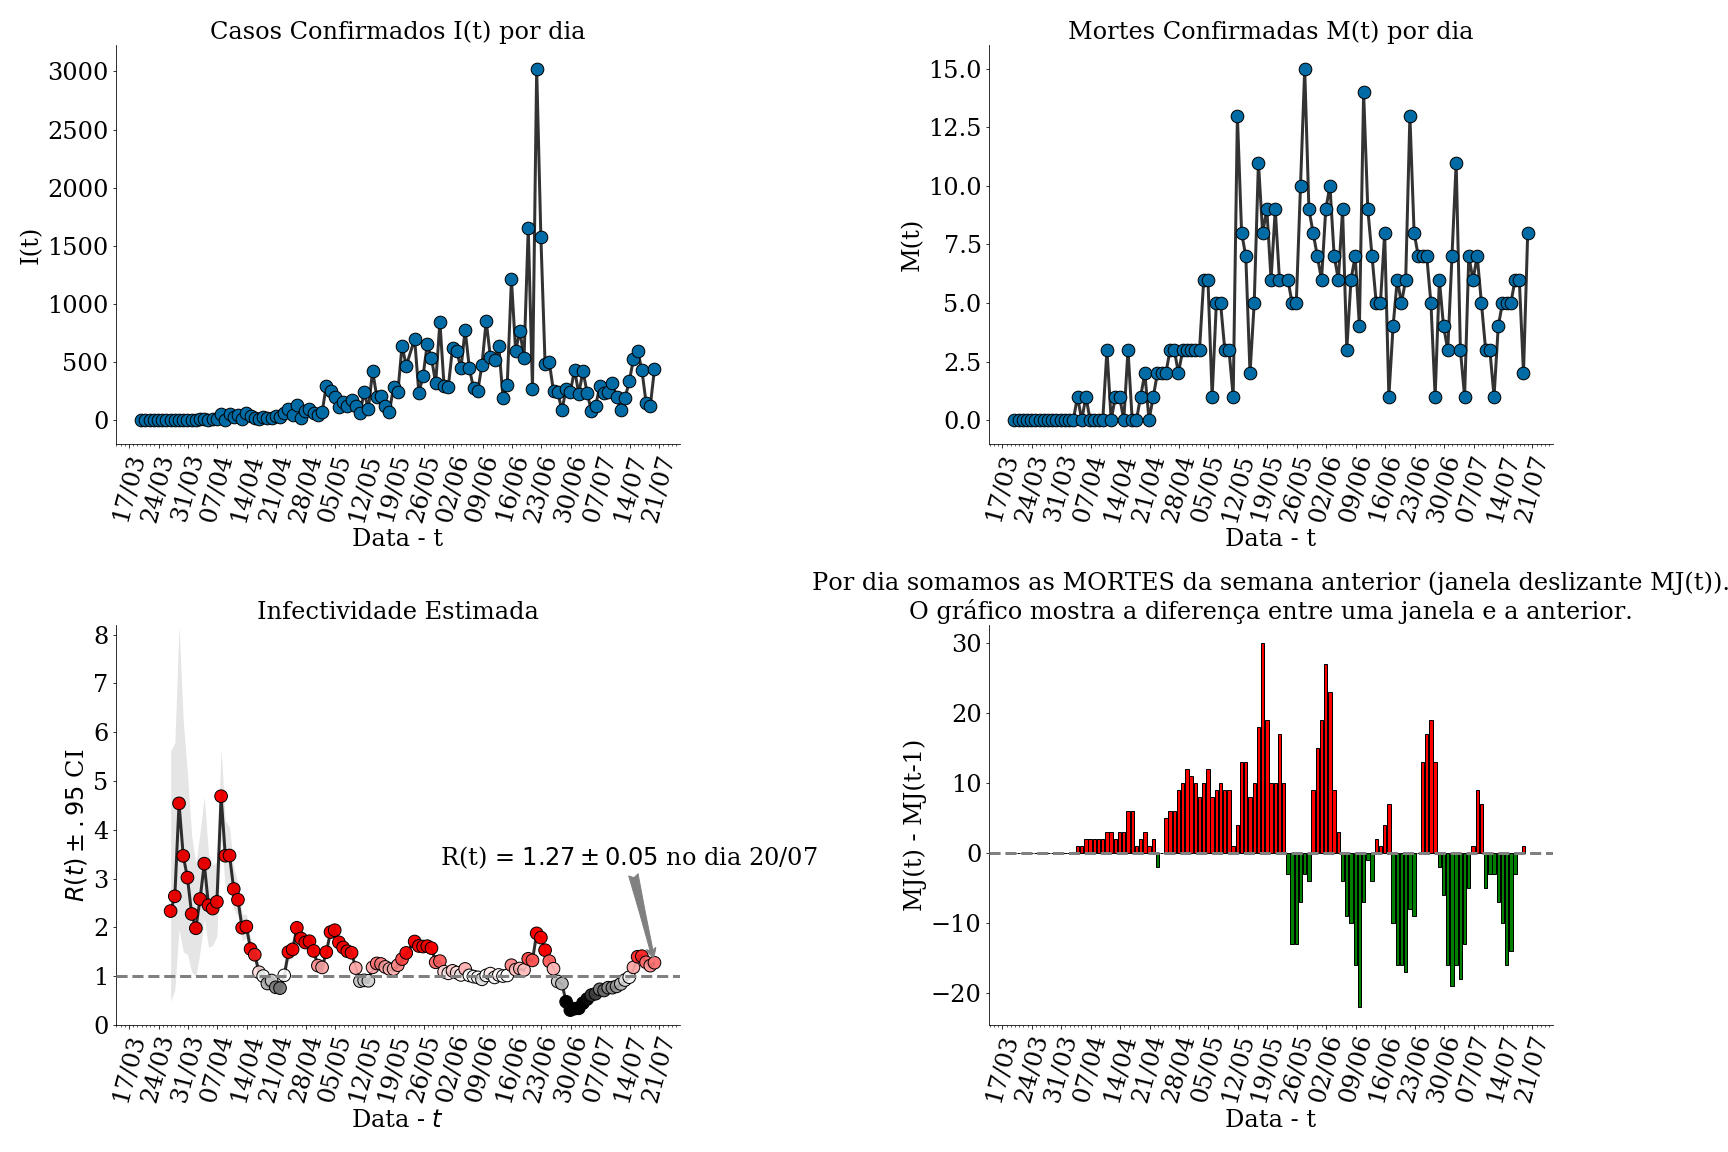 Casos Confirmados I(t) por dia
3000
2500
2000
1500
1000
500
0
I(t)
17/03 24/03 31/03 07/04 14/04 21/04 28/04 05/05 12/05 19/05 26/05 02/06 09/06 16/06 23/06 30/06 07/07 14/07 21/07
Data - t
Mortes Confirmadas M(t) por dia
15.0
12.5
10.0
7.5
5.0
2.5
0.0
M(t)
17/03 24/03 31/03 07/04 14/04 21/04 28/04 05/05 12/05 19/05 26/05 02/06 09/06 16/06 23/06 30/06 07/07 14/07 21/07
Data - t
Infectividade Estimada
8
7
6
5
4
3
2
1
0
R(t) ± .95 CI
R(t) = 1.27 ± 0.05 no dia 20/07
17/03 24/03 31/03 07/04 14/04 21/04 28/04 05/05 12/05 19/05 26/05 02/06 09/06 16/06 23/06 30/06 07/07 14/07 21/07
Data - t
Por dia somamos as MORTES da semana anterior (janela deslizante MJ(t)).
O gráfico mostra a diferença entre uma janela e a anterior.
30
20
10
0
−10
−20
MJ(t) - MJ(t-1)
17/03 24/03 31/03 07/04 14/04 21/04 28/04 05/05 12/05 19/05 26/05 02/06 09/06 16/06 23/06 30/06 07/07 14/07 21/07
Data - t